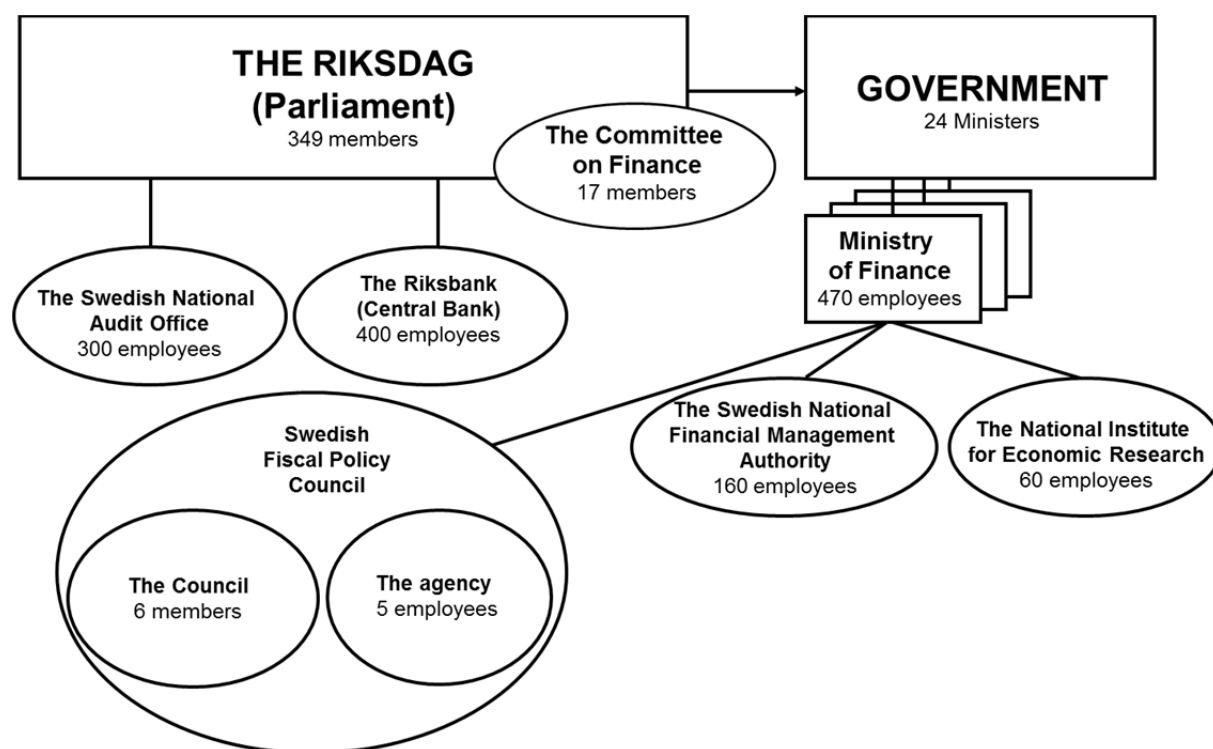 THE RIKSDAG
(Parliament)
349 members
The Committee
on Finance
17 members
GOVERNMENT
24 Ministers
Ministry
of Finance
470 employees
The Swedish National
Audit Office
300 employees
The Riksbank
(Central Bank)
400 employees
Swedish
Fiscal Policy
Council
The Council
6 members
The agency
5 employees
The Swedish National
Financial Management
Authority
160 employees
The National Institute
for Economic Research
60 employees